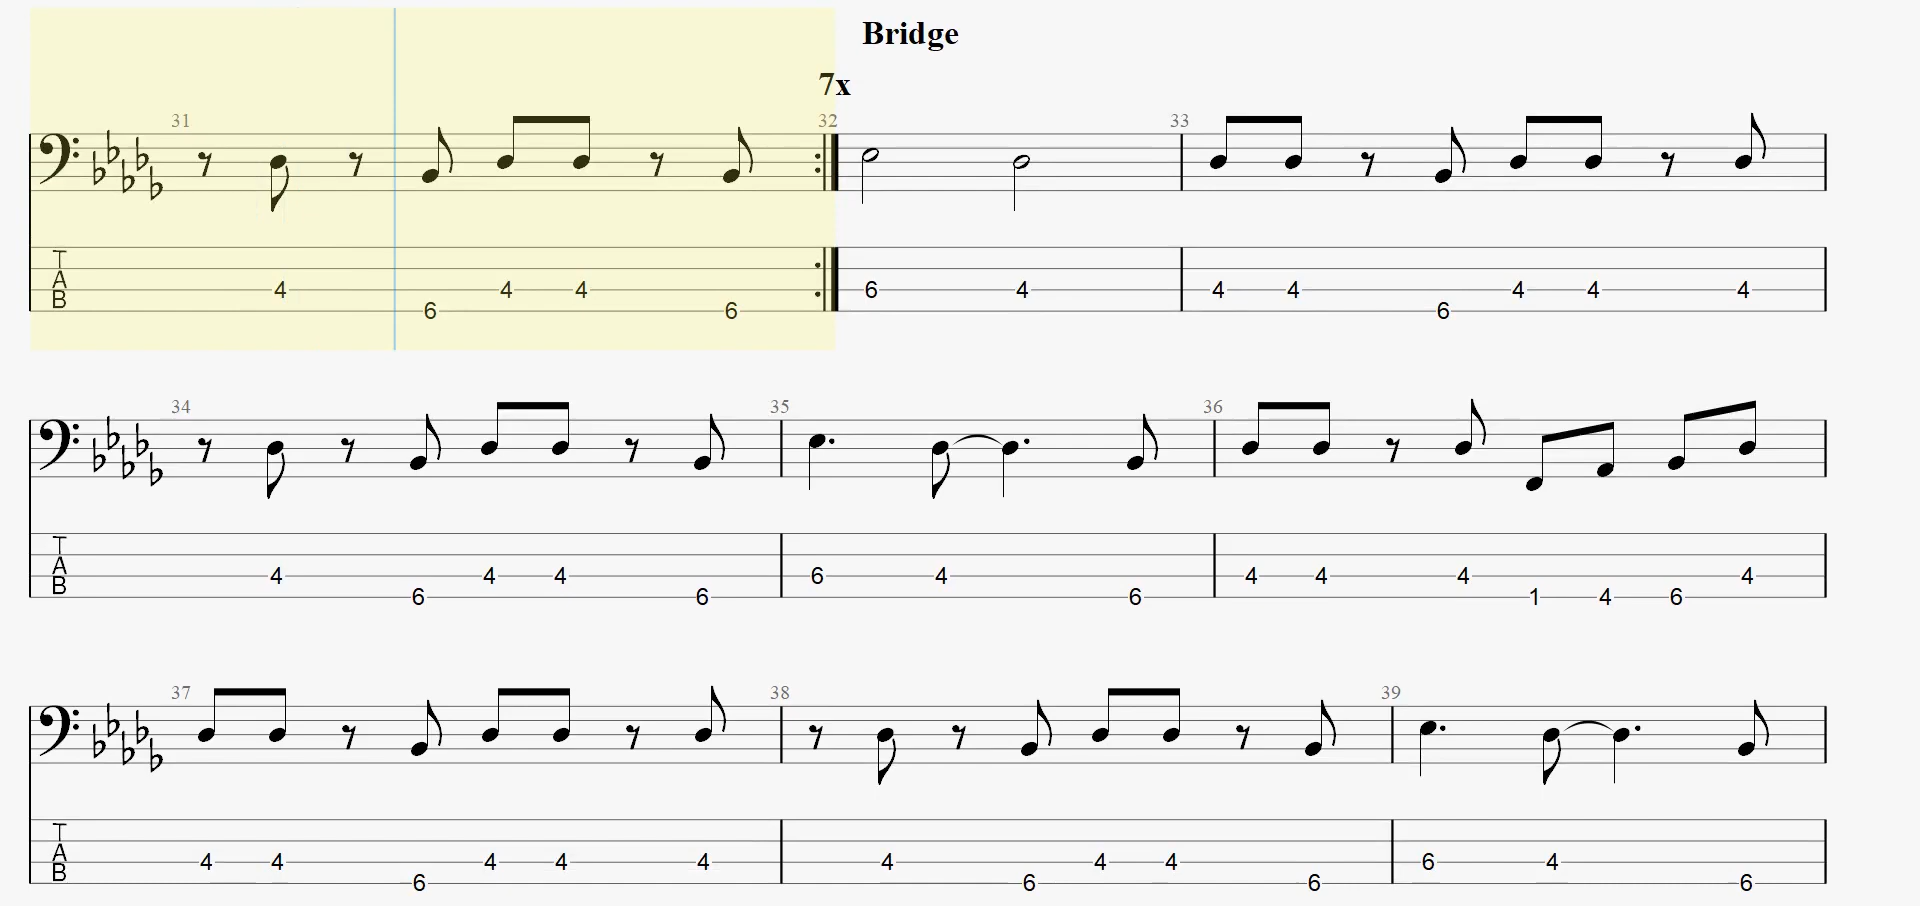 Bridge
7x
31 32 33
T
A
B
4 6 4 4 6 6 4 4 4 6 4 4 4
34 35 36
T
A
B
4 6 4 4 6 6 4 6 4 4 4 1 4 6 4
37 38 39
T
A
B
4 4 6 4 4 4 4 6 4 4 6 6 4 6